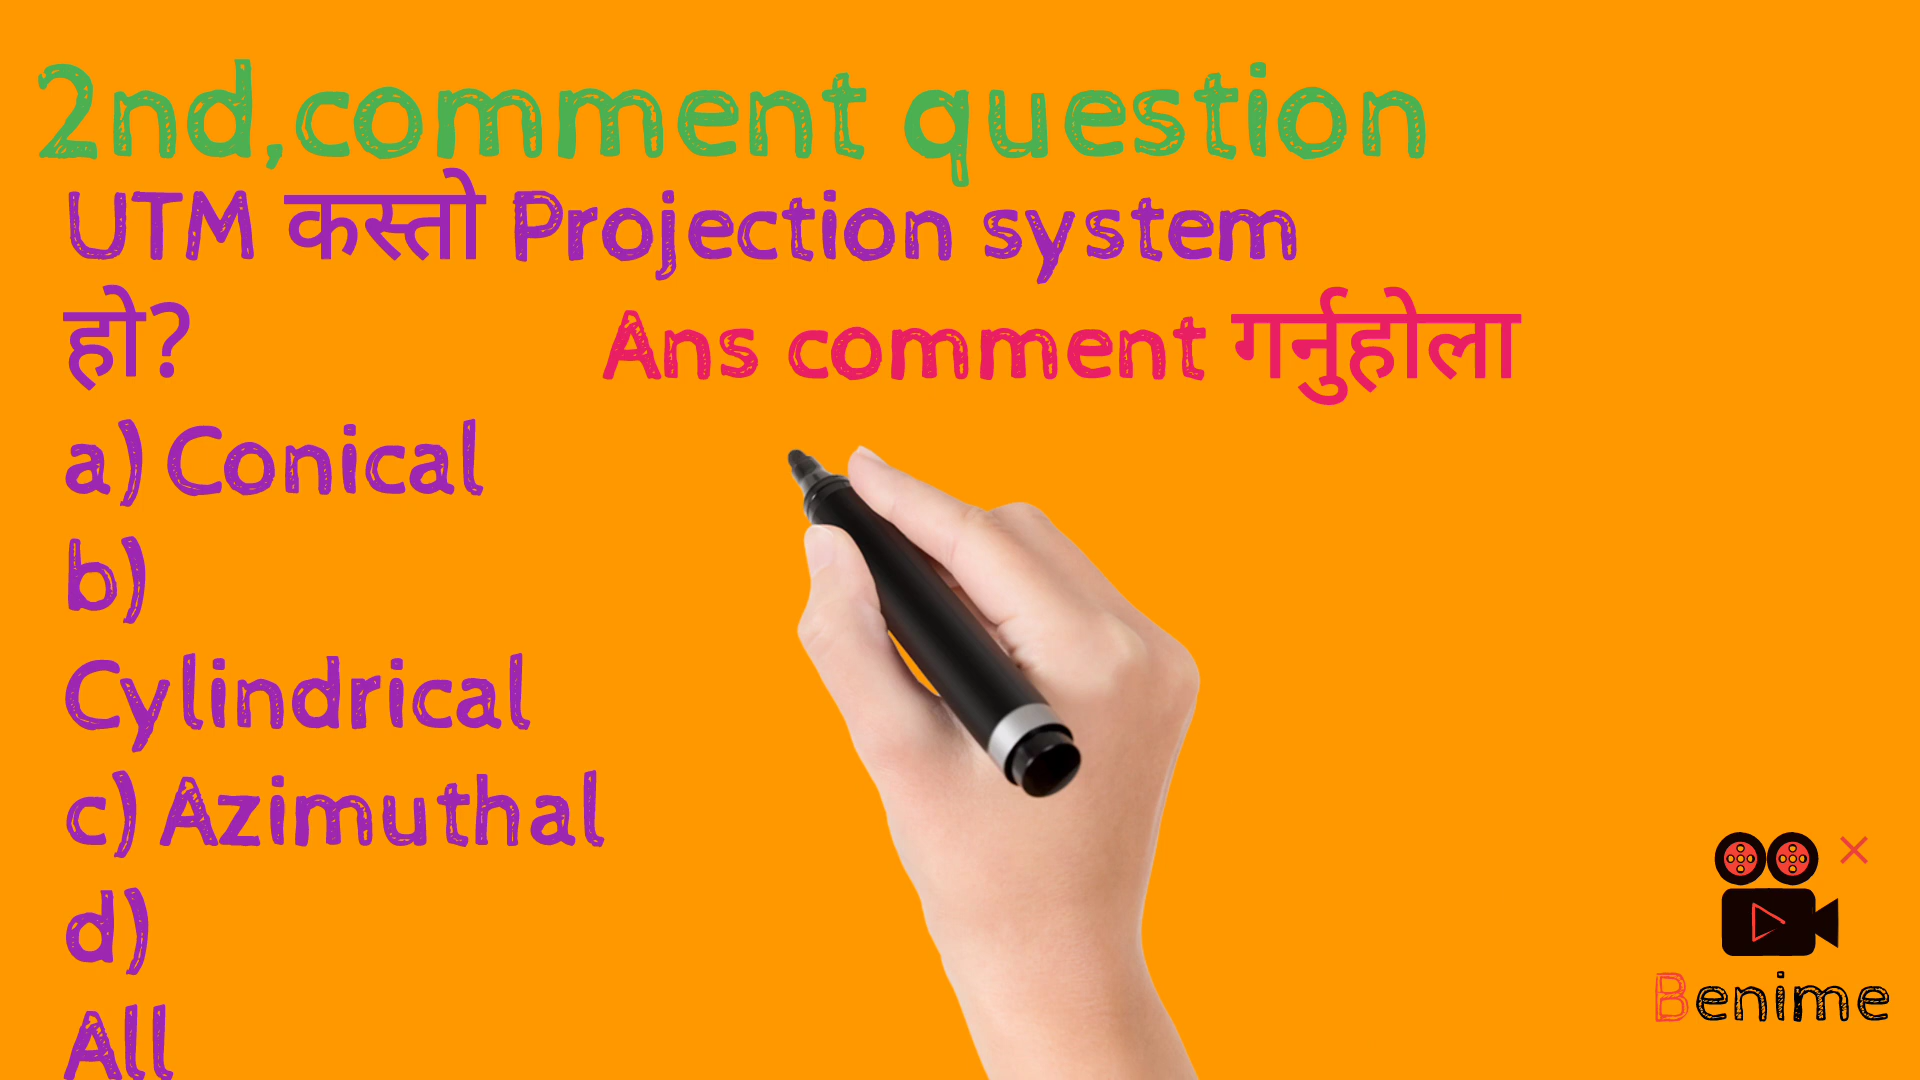 2nd,comment question
UTM कस्तो Projection system
हो?
Ans comment गर्नुहोला
a) Conical
b)
Cylindrical
c) Azimuthal
d)
All
Benime